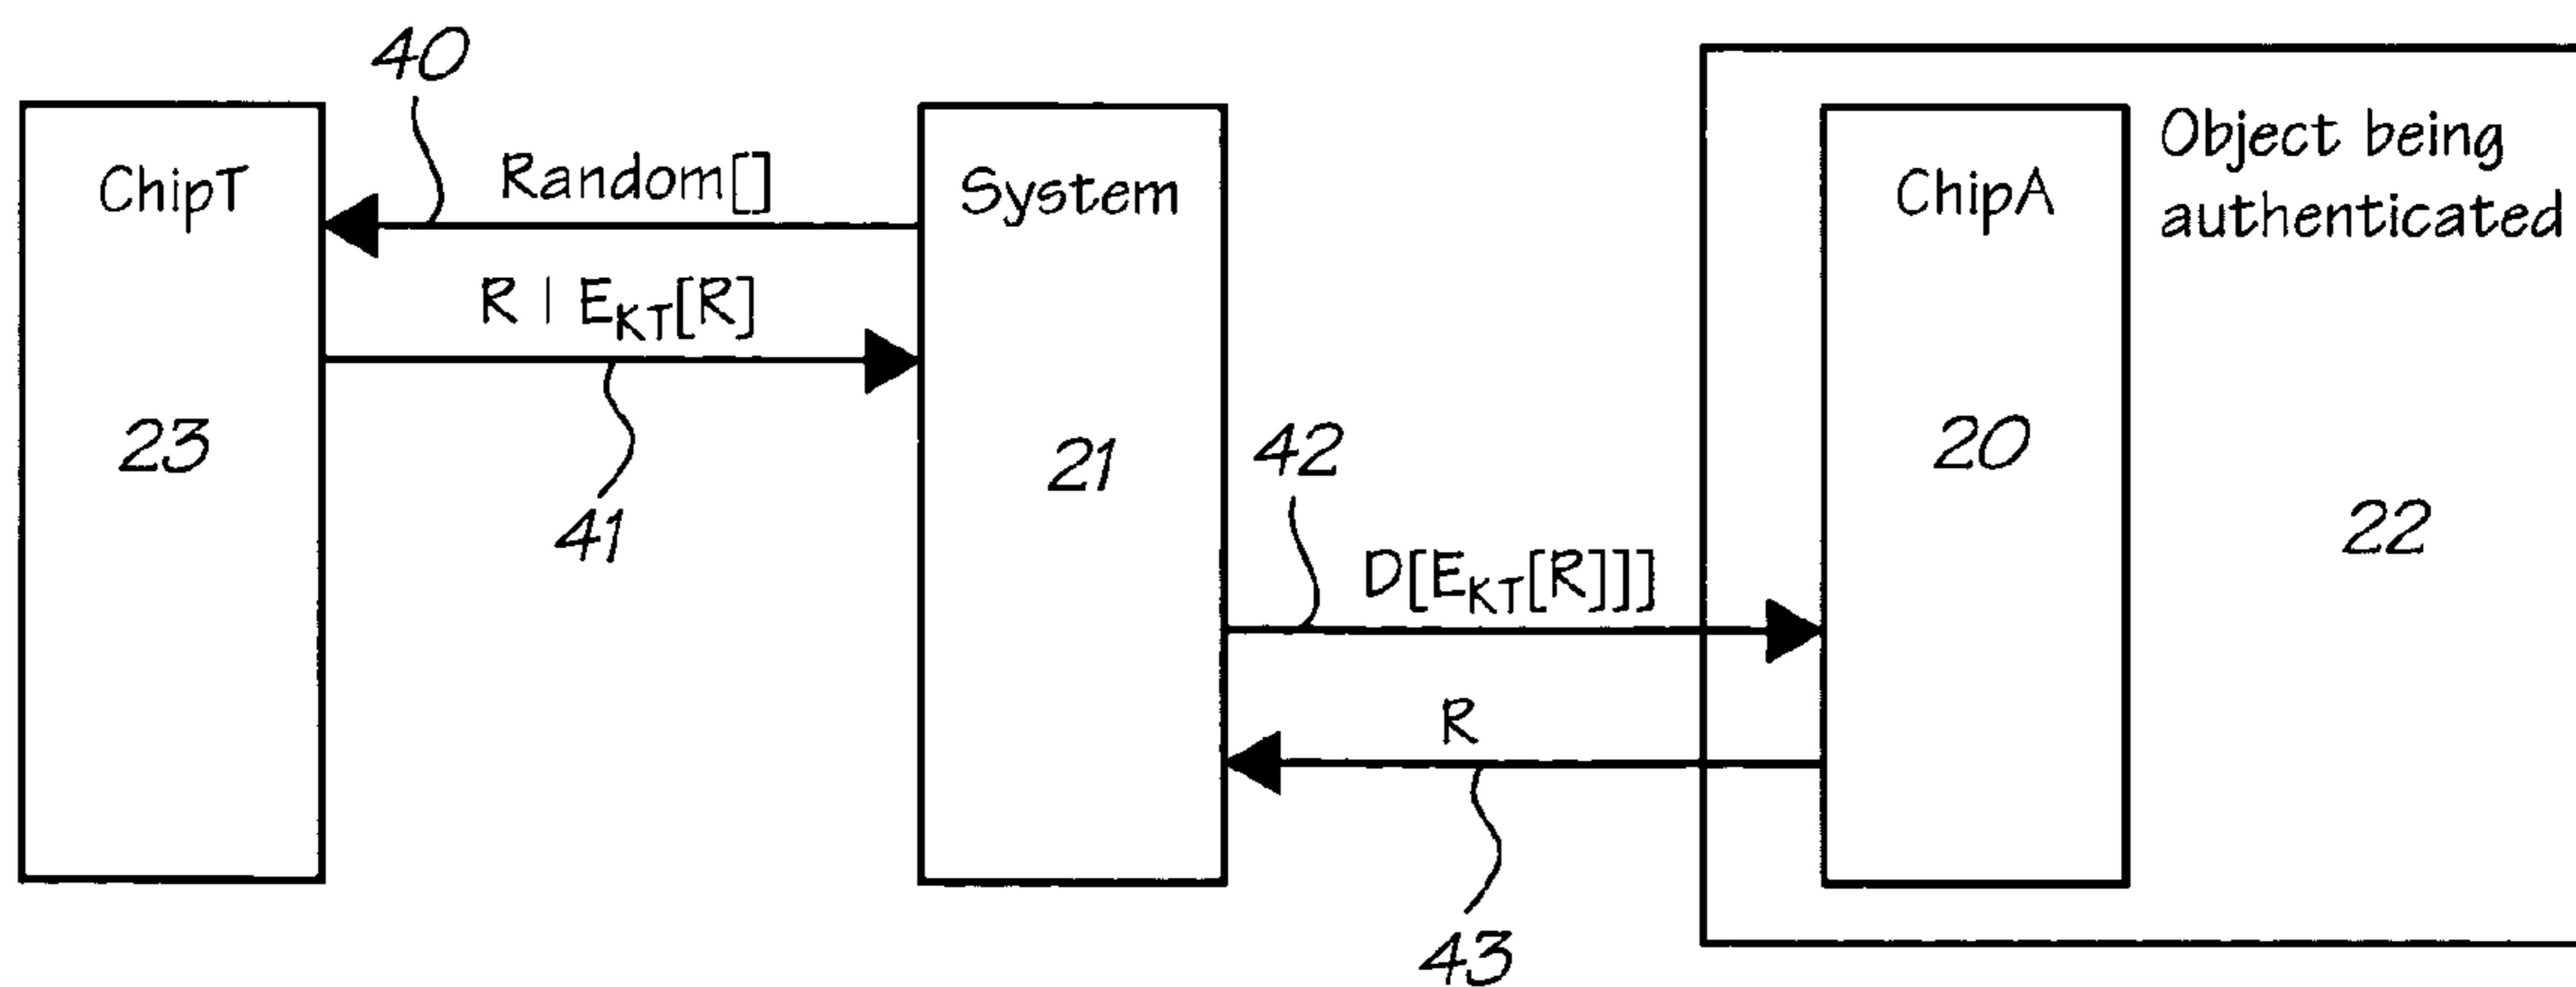 40
ChipT
Random[]
System
ChipA
Object being
authenticated
R | E_KT[R]
23
21
20
42
41
22
D[E_KT[R]]]
R
43